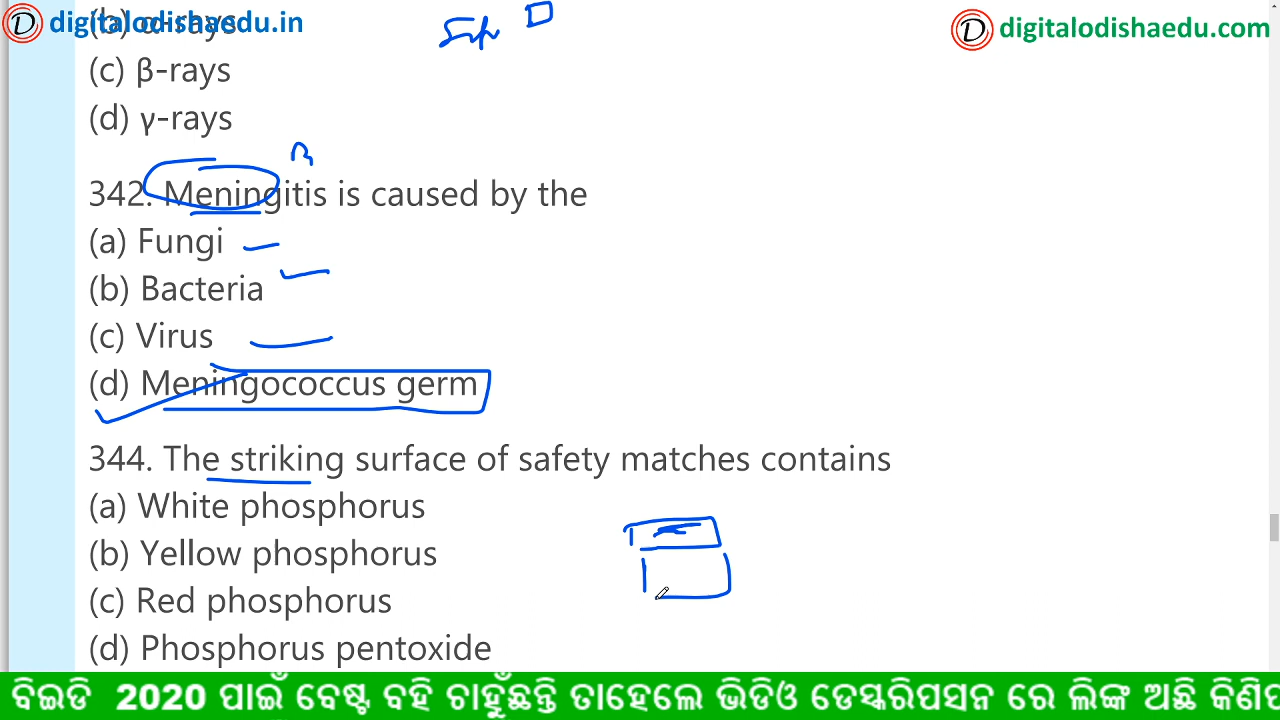 (b) α-rays
digitalodishaedu.in
digitalodishaedu.com
D
(c) β-rays
(d) γ-rays
342. Meningitis is caused by the
(a) Fungi
(b) Bacteria
(c) Virus
(d) Meningococcus germ
344. The striking surface of safety matches contains
(a) White phosphorus
(b) Yellow phosphorus
(c) Red phosphorus
(d) Phosphorus pentoxide
ବିଇଡି 2020 ପାଇଁ ବେଷ୍ଟ ବହି ଚାହୁଁଛନ୍ତି ତାହେଲେ ଭିଡିଓ ଡେସ୍କରିପସନ ରେ ଲିଙ୍କ ଅଛି କିଣିପ